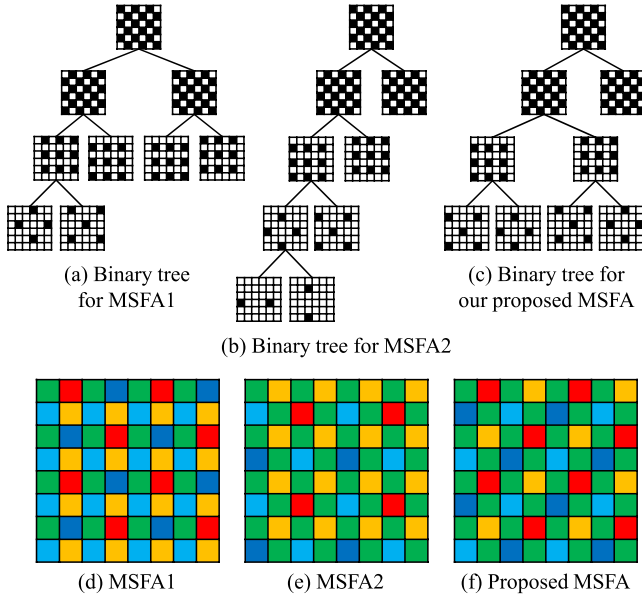 (a) Binary tree
for MSFA1
(c) Binary tree for
our proposed MSFA
(b) Binary tree for MSFA2
(d) MSFA1
(e) MSFA2
(f) Proposed MSFA